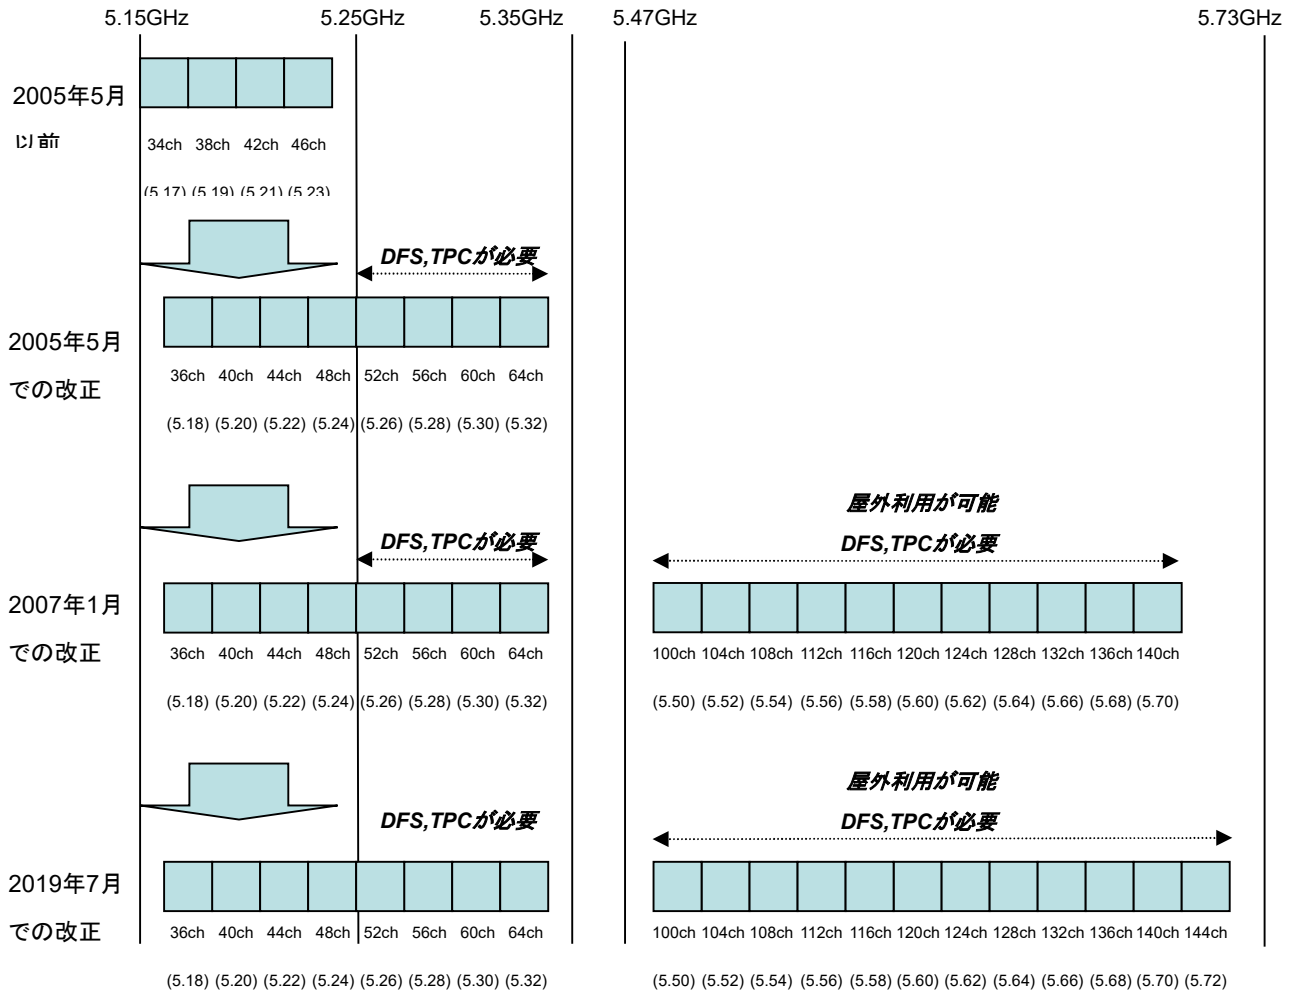 5.15GHz 5.25GHz 5.35GHz 5.47GHz 5.73GHz
2005年5月
以前
34ch 38ch 42ch 46ch
(5.17) (5.19) (5.21) (5.23)
DFS,TPCが必要
2005年5月
での改正
36ch 40ch 44ch 48ch 52ch 56ch 60ch 64ch
(5.18) (5.20) (5.22) (5.24) (5.26) (5.28) (5.30) (5.32)
屋外利用が可能
DFS,TPCが必要 DFS,TPCが必要
2007年1月
での改正
36ch 40ch 44ch 48ch 52ch 56ch 60ch 64ch 100ch 104ch 108ch 112ch 116ch 120ch 124ch 128ch 132ch 136ch 140ch
(5.18) (5.20) (5.22) (5.24) (5.26) (5.28) (5.30) (5.32) (5.50) (5.52) (5.54) (5.56) (5.58) (5.60) (5.62) (5.64) (5.66) (5.68) (5.70)
屋外利用が可能
DFS,TPCが必要 DFS,TPCが必要
2019年7月
での改正
36ch 40ch 44ch 48ch 52ch 56ch 60ch 64ch 100ch 104ch 108ch 112ch 116ch 120ch 124ch 128ch 132ch 136ch 140ch 144ch
(5.18) (5.20) (5.22) (5.24) (5.26) (5.28) (5.30) (5.32) (5.50) (5.52) (5.54) (5.56) (5.58) (5.60) (5.62) (5.64) (5.66) (5.68) (5.70) (5.72)